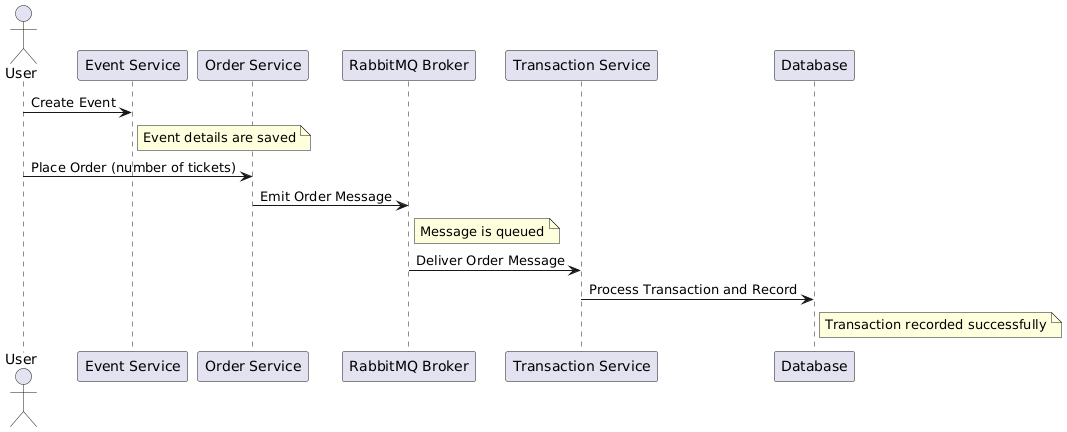 User
Event Service
Order Service
RabbitMQ Broker
Transaction Service
Database
Create Event
Event details are saved
Place Order (number of tickets)
Emit Order Message
Message is queued
Deliver Order Message
Process Transaction and Record
Transaction recorded successfully
User
Event Service
Order Service
RabbitMQ Broker
Transaction Service
Database